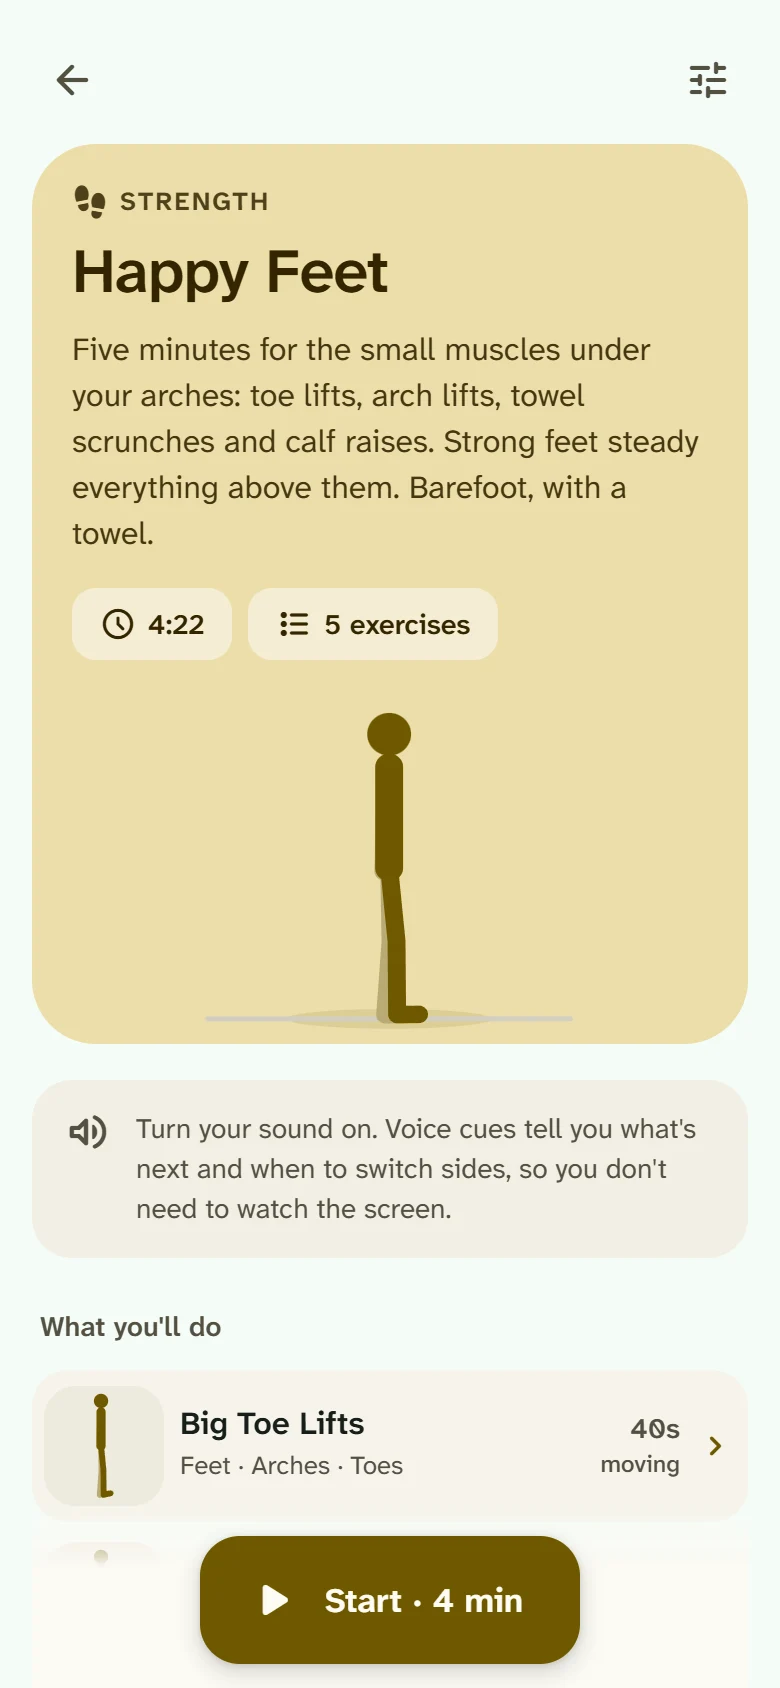 STRENGTH
Happy Feet
Five minutes for the small muscles under
your arches: toe lifts, arch lifts, towel
scrunches and calf raises. Strong feet steady
everything above them. Barefoot, with a
towel.
4:22
5 exercises
Turn your sound on. Voice cues tell you what's
next and when to switch sides, so you don't
need to watch the screen.
What you'll do
Big Toe Lifts
40s
Feet · Arches · Toes
moving
Start · 4 min